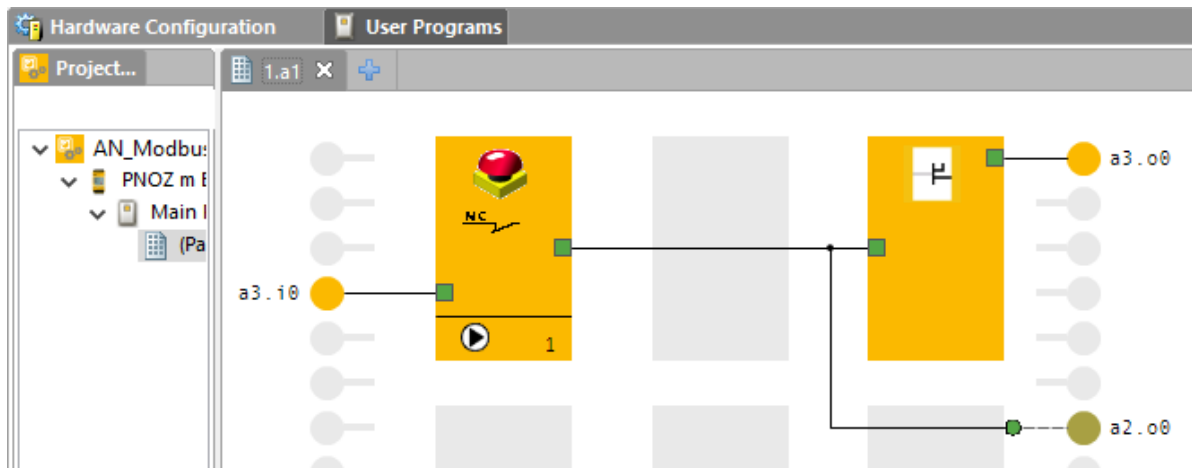 Hardware Configuration
User Programs
Project...
1.a1
AN_Modbus
PNOZ m
Main
(Pa
NC
1
a3.i0
a3.o0
a2.o0